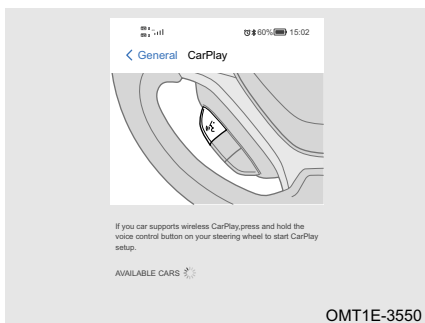 60% 15:02
General CarPlay
If you car supports wireless CarPlay,press and hold the
voice control button on your steering wheel to start CarPlay
setup.
AVAILABLE CARS
OMT1E-3550